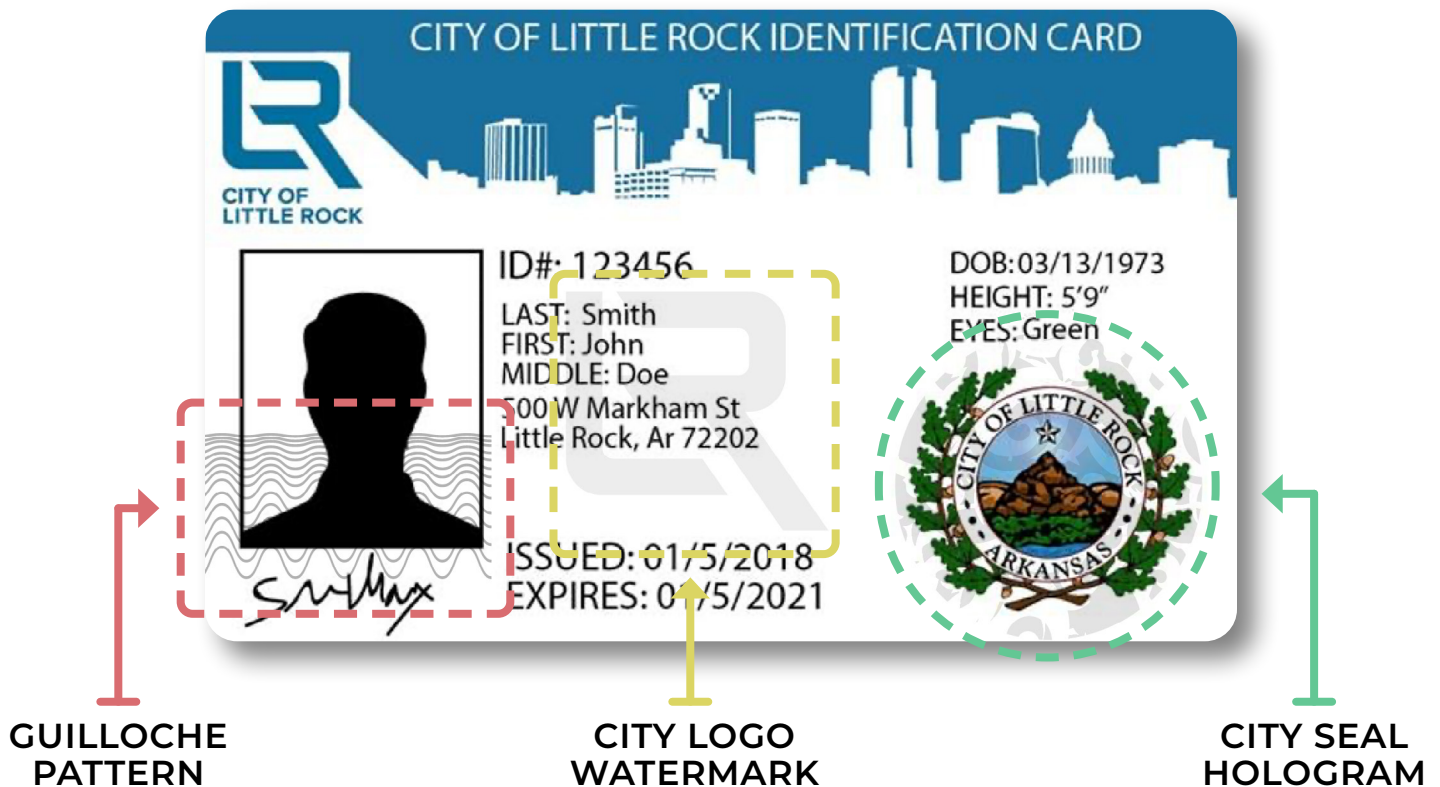 CITY OF LITTLE ROCK IDENTIFICATION CARD
LR
CITY OF
LITTLE ROCK
ID#: 123456
LAST: Smith
FIRST: John
MIDDLE: Doe
500 W Markham St
Little Rock, Ar 72202
ISSUED: 01/5/2018
EXPIRES: 01/5/2021
DOB: 03/13/1973
HEIGHT: 5'9"
EYES: Green
LR
CITY OF LITTLE ROCK
ARKANSAS
GUILLOCHE
PATTERN
CITY LOGO
WATERMARK
CITY SEAL
HOLOGRAM